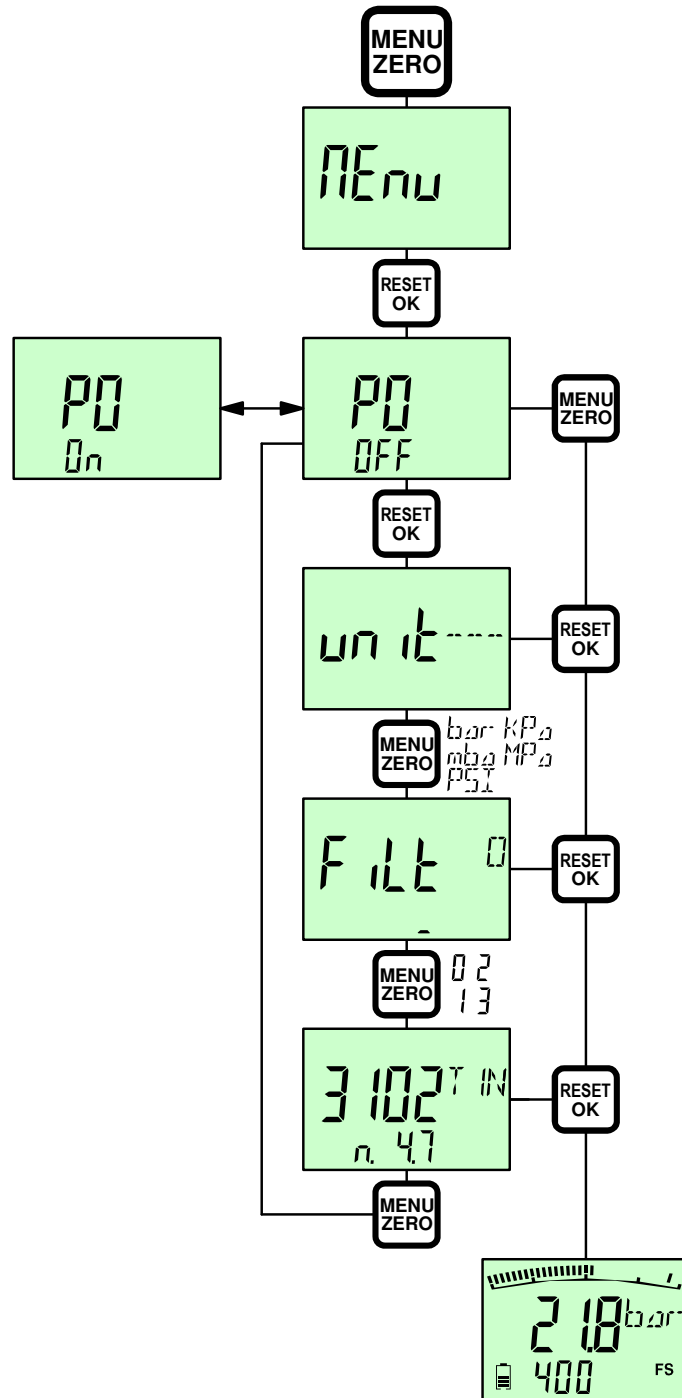 MENU
ZERO
MEnu
RESET
OK
PO
On
PO
OFF
MENU
ZERO
RESET
OK
unit----
RESET
OK
MENU
ZERO
bar KPa
mba MPa
PSI
FiLt 0
RESET
OK
MENU
ZERO
0 2
1 3
3102 T IN
n. 4.7
RESET
OK
MENU
ZERO
21.8 bar
400 FS